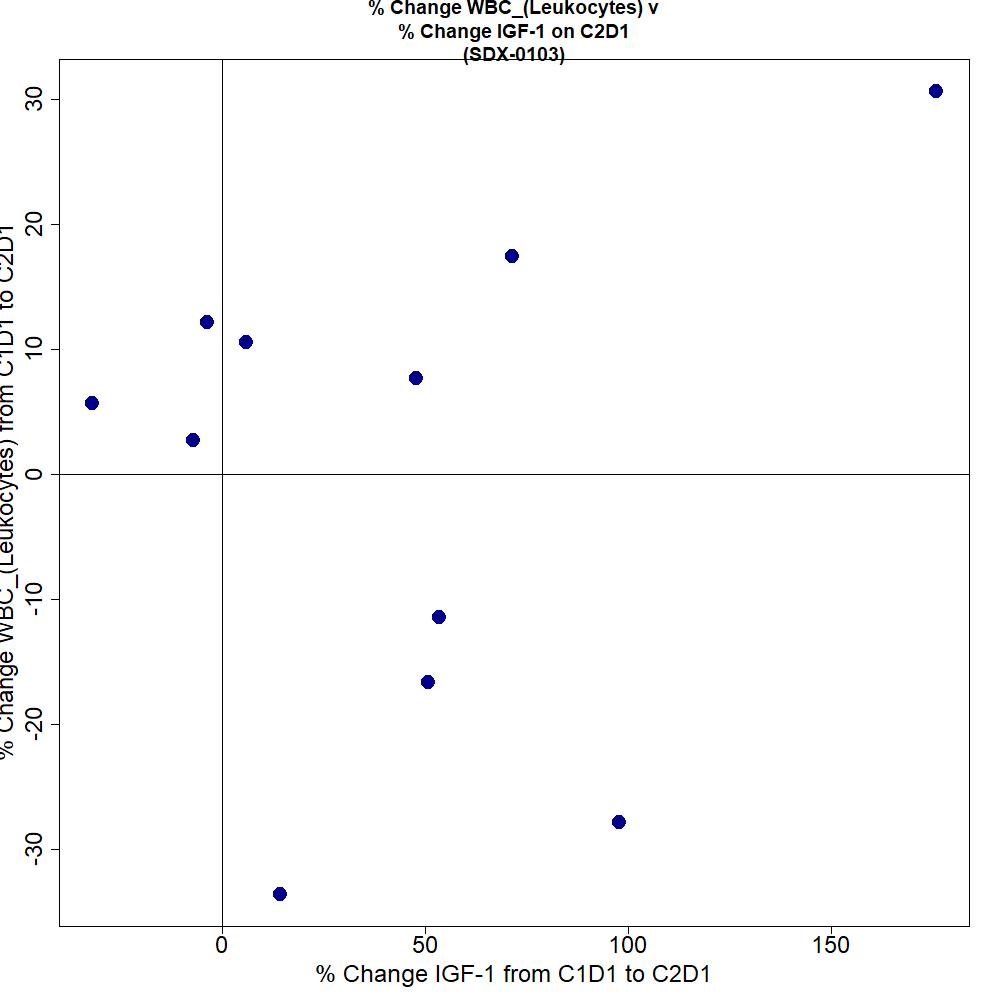 % Change WBC_(Leukocytes) v
% Change IGF-1 on C2D1
(SDX-0103)
% Change WBC_(Leukocytes) from C1D1 to C2D1
30
20
10
0
-10
-20
-30
0
50
100
150
% Change IGF-1 from C1D1 to C2D1